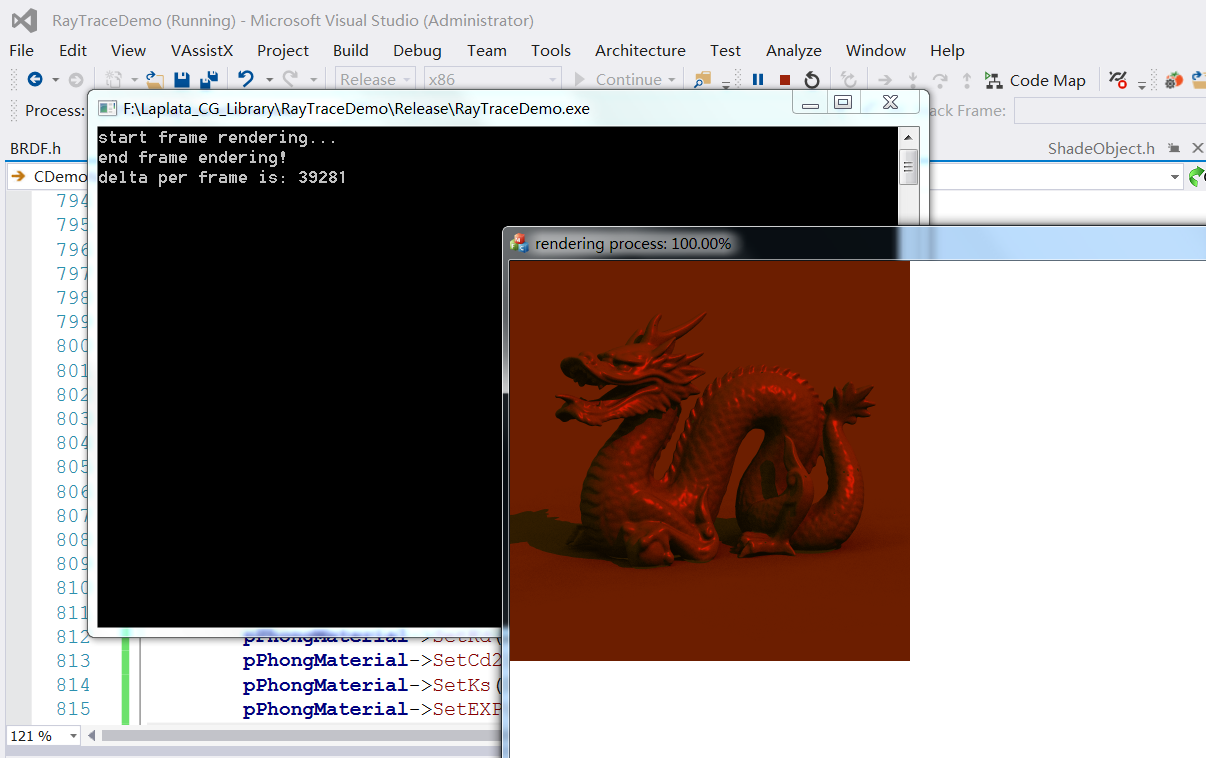 RayTraceDemo (Running) - Microsoft Visual Studio (Administrator)
File Edit View VAssistX Project Build Debug Team Tools Architecture Test Analyze Window Help
Release x86 Continue Code Map
Process: F:\Laplata_CG_Library\RayTraceDemo\Release\RayTraceDemo.exe ack Frame:
start frame rendering...
BRDF.h end frame endering! ShadeObject.h
CDemo delta per frame is: 39281
794
795
796 rendering process: 100.00%
797
798
799
800
801
802
803
804
805
806
807
808
809
810
811
812 pPhongMaterial->SetKd(
813 pPhongMaterial->SetCd2
814 pPhongMaterial->SetKs(
815 pPhongMaterial->SetEXP
121 %